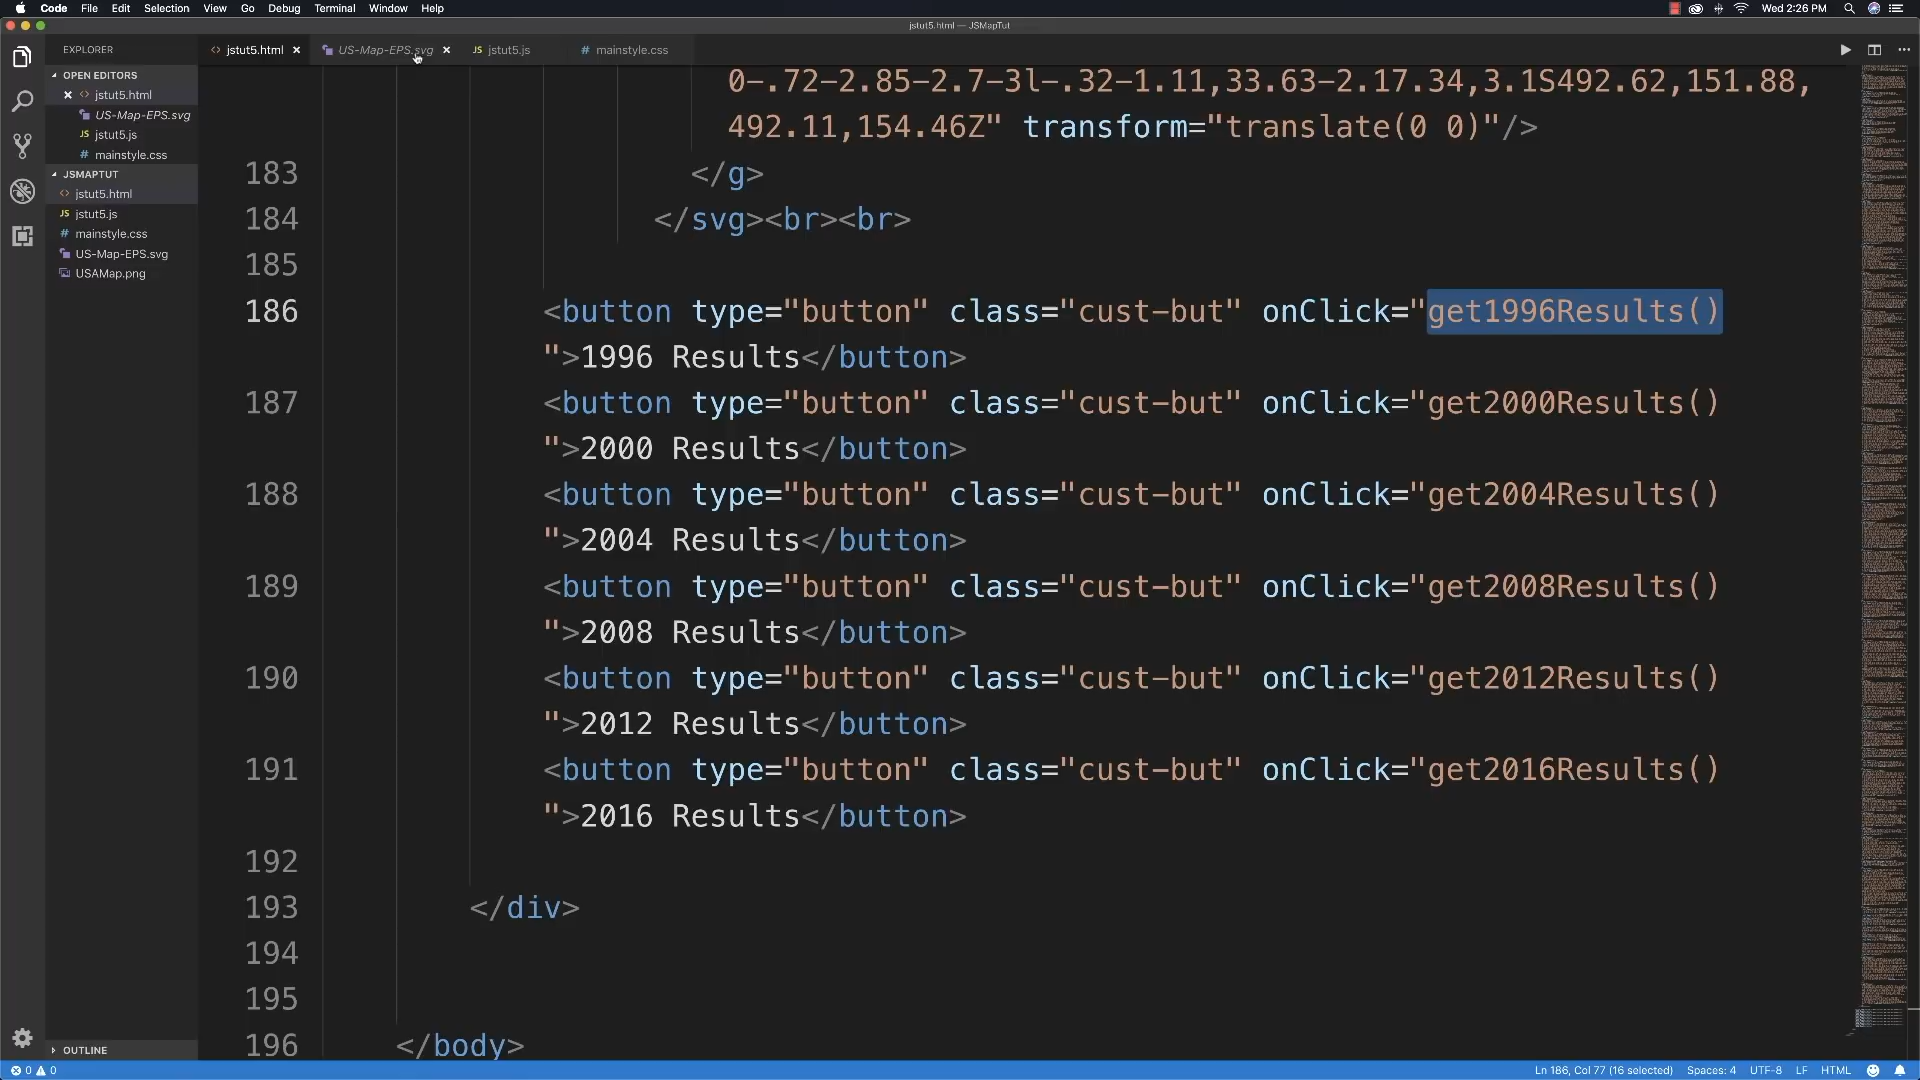 Code File Edit Selection View Go Debug Terminal Window Help Wed 2:26 PM
jstut5.html — JSMapTut
EXPLORER
jstut5.html US-Map-EPS.svg JS jstut5.js # mainstyle.css
OPEN EDITORS
jstut5.html
US-Map-EPS.svg
JS jstut5.js
# mainstyle.css
JSMAPTUT
jstut5.html
JS jstut5.js
# mainstyle.css
US-Map-EPS.svg
USAMap.png
OUTLINE
0-.72-2.85-2.7-3l-.32-1.11,33.63-2.17.34,3.1S492.62,151.88,
492.11,154.46Z" transform="translate(0 0)"/>
183 </g>
184 </svg><br><br>
185
186 <button type="button" class="cust-but" onClick="get1996Results()
">1996 Results</button>
187 <button type="button" class="cust-but" onClick="get2000Results()
">2000 Results</button>
188 <button type="button" class="cust-but" onClick="get2004Results()
">2004 Results</button>
189 <button type="button" class="cust-but" onClick="get2008Results()
">2008 Results</button>
190 <button type="button" class="cust-but" onClick="get2012Results()
">2012 Results</button>
191 <button type="button" class="cust-but" onClick="get2016Results()
">2016 Results</button>
192
193 </div>
194
195
196 </body>
0 0 Ln 186, Col 77 (16 selected) Spaces: 4 UTF-8 LF HTML